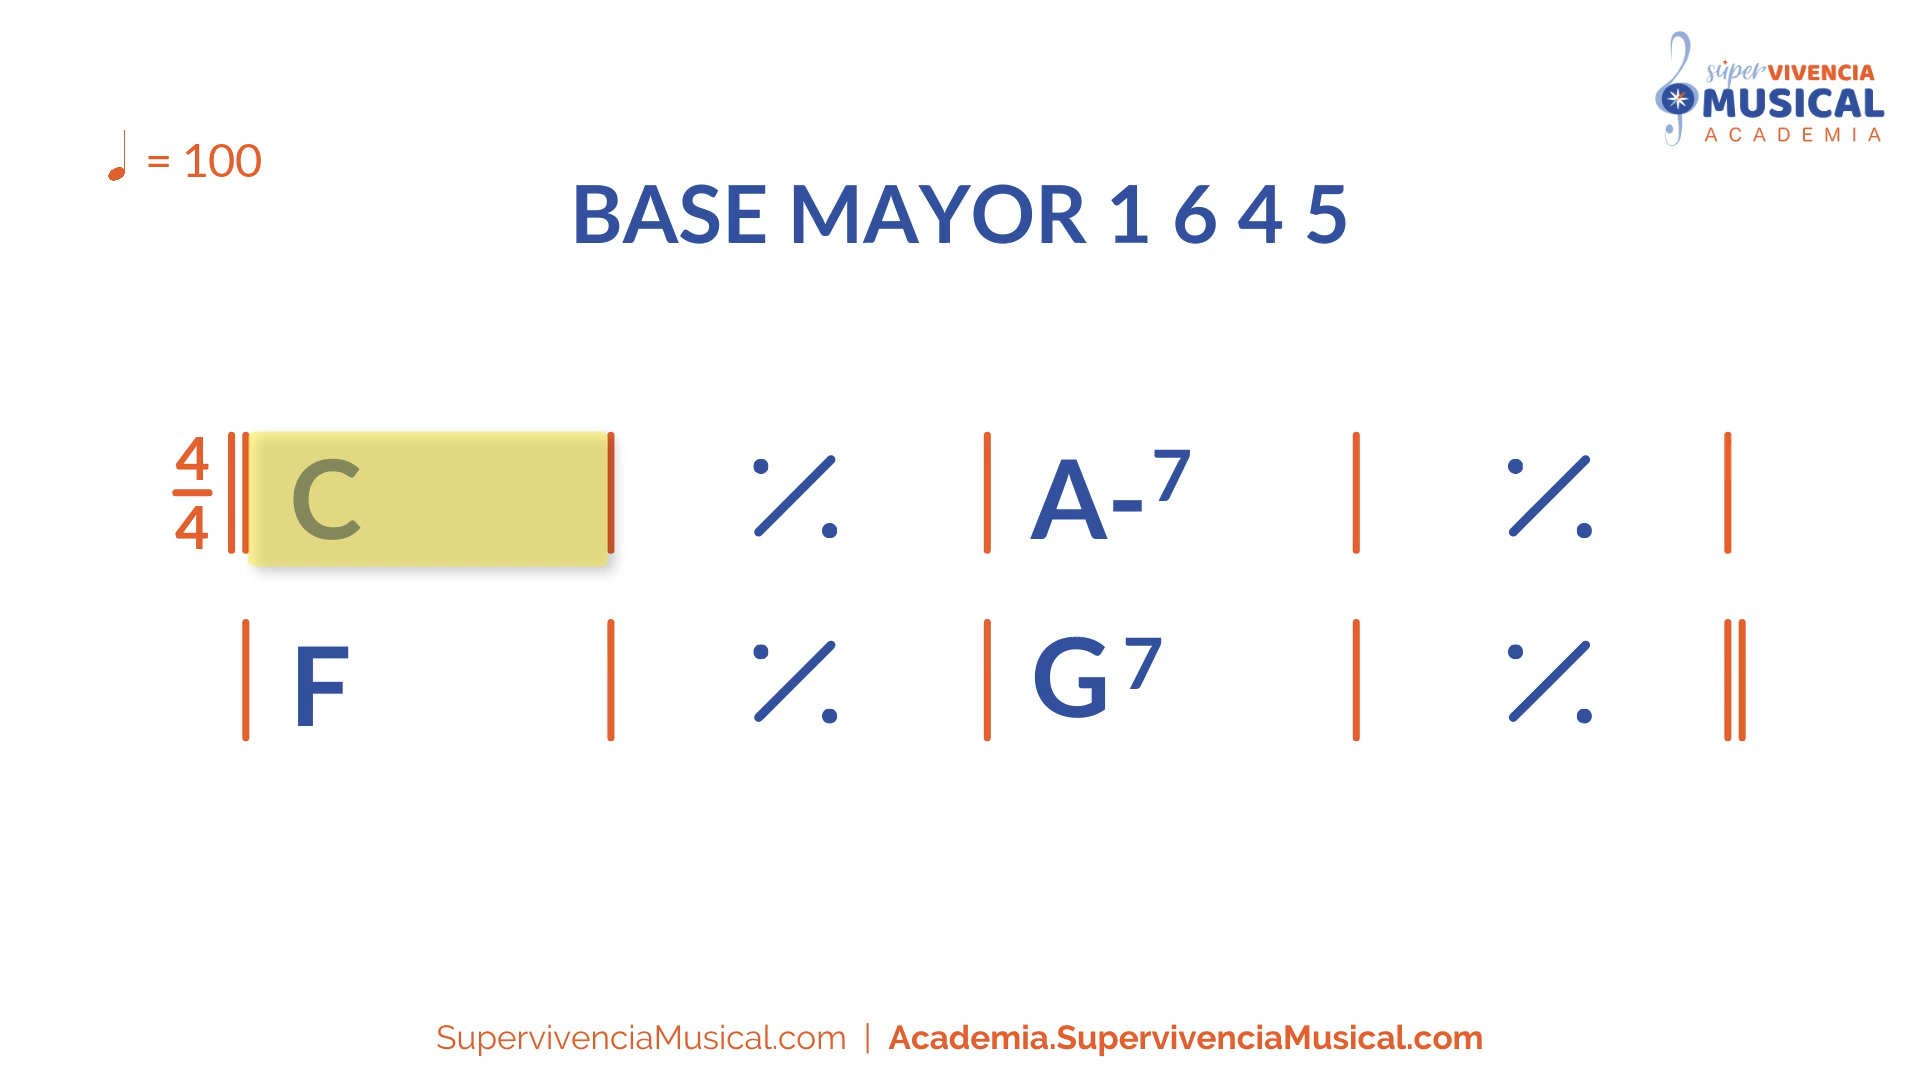 súper VIVENCIA
MUSICAL
ACADEMIA
= 100
BASE MAYOR 1 6 4 5
4
4
C
A-7
F
G7
SupervivenciaMusical.com | Academia.SupervivenciaMusical.com